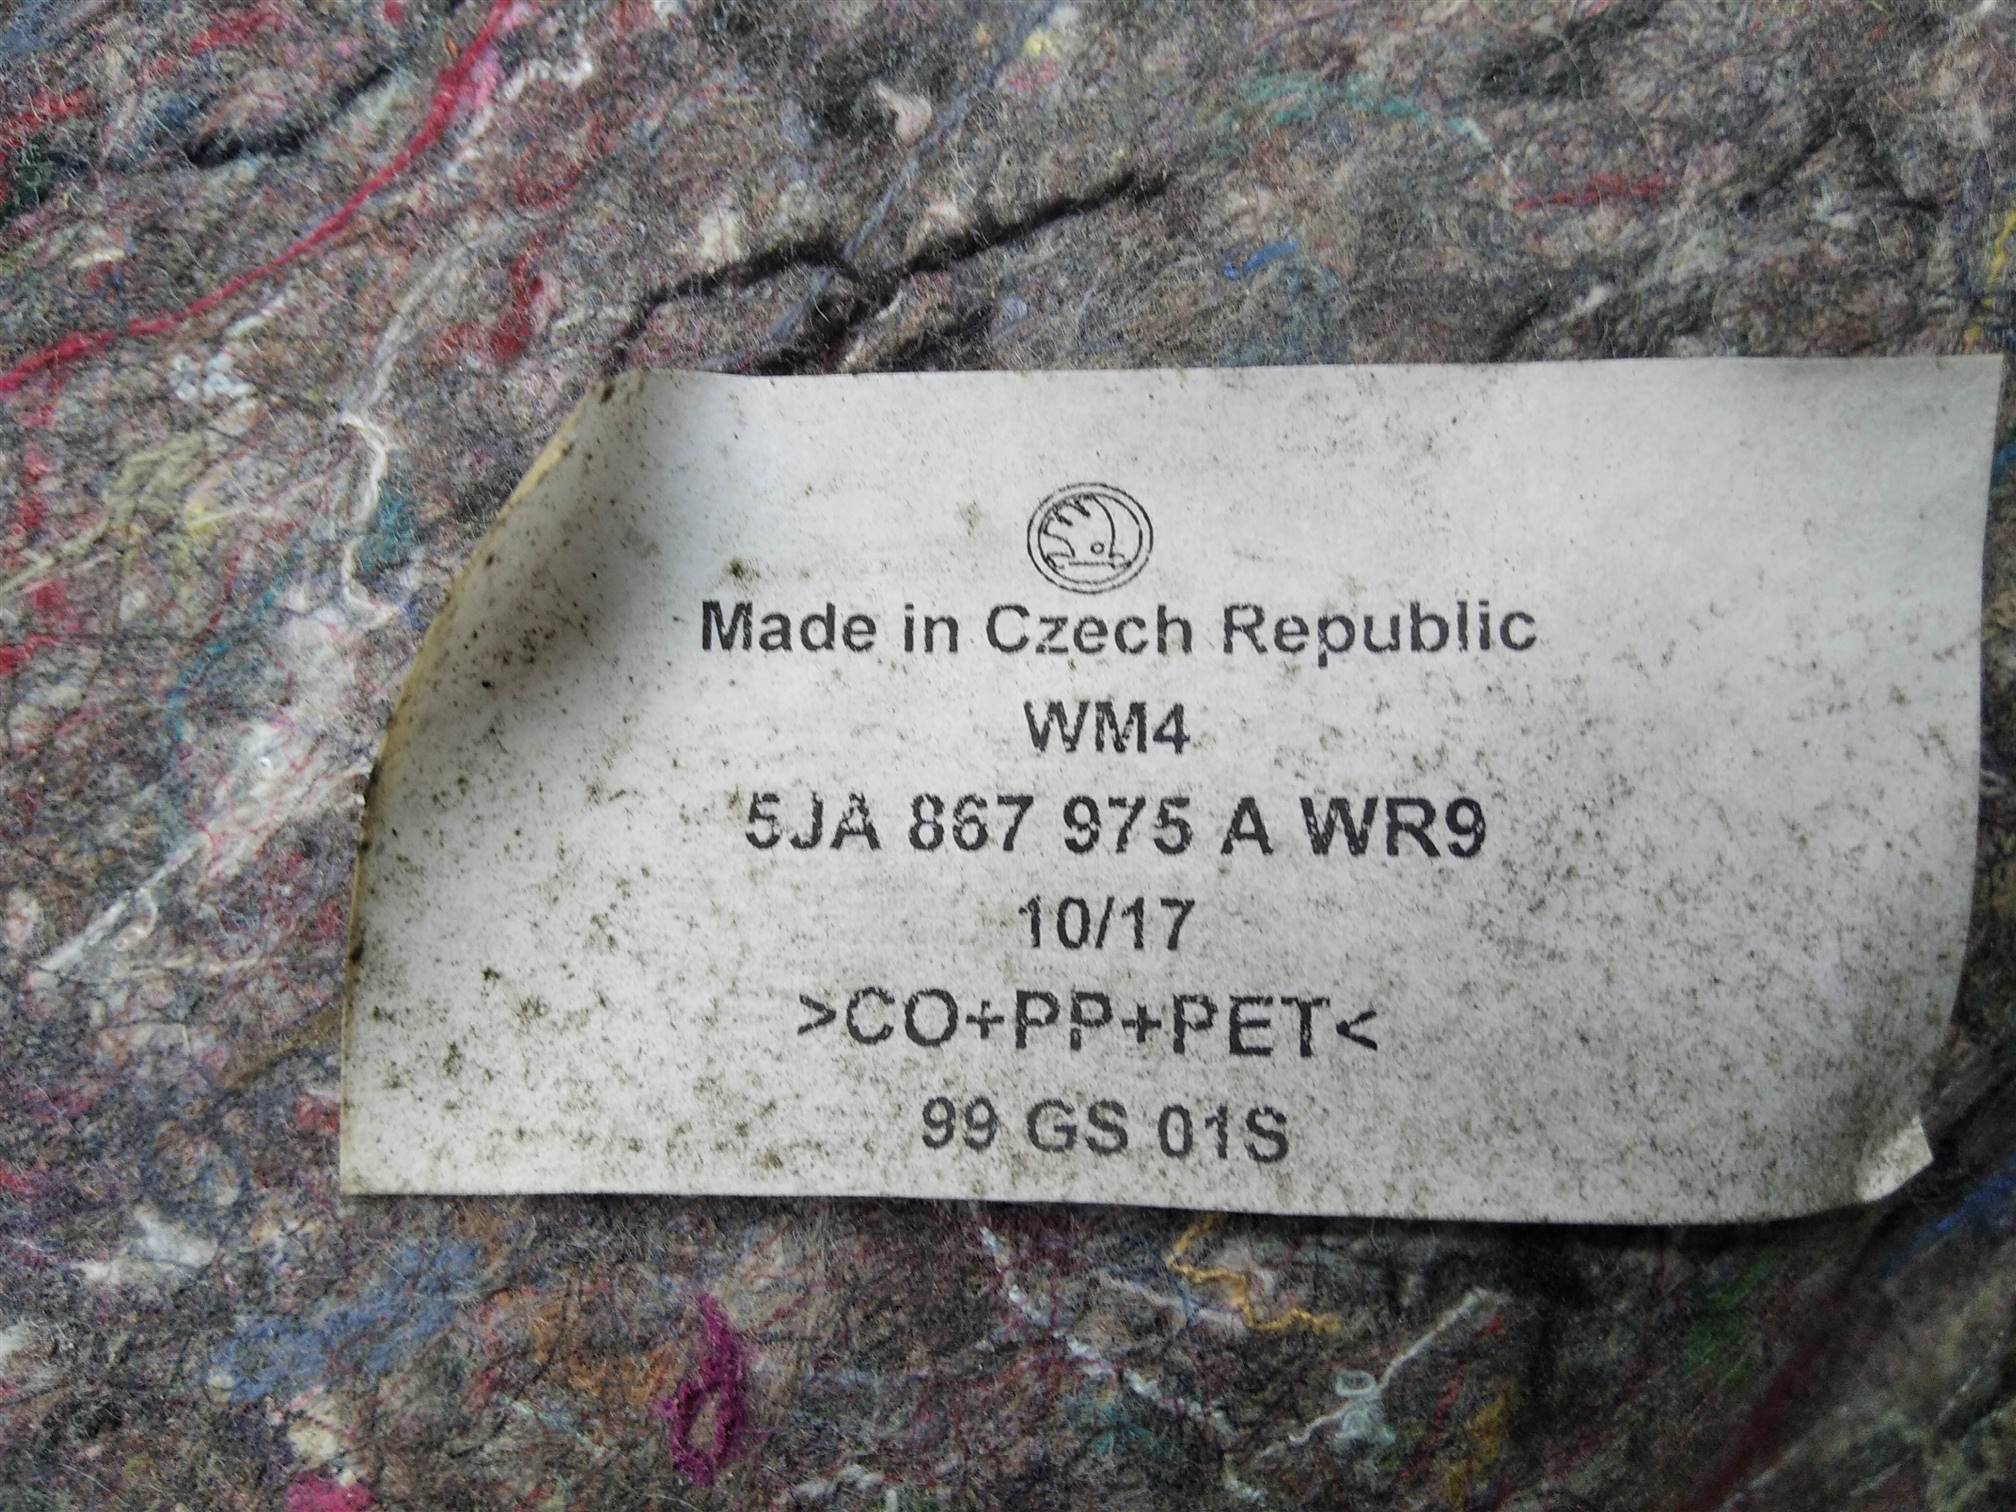 Made in Czech Republic
WM4
5JA 867 975 A WR9
10/17
>CO+PP+PET<
99 GS 01S